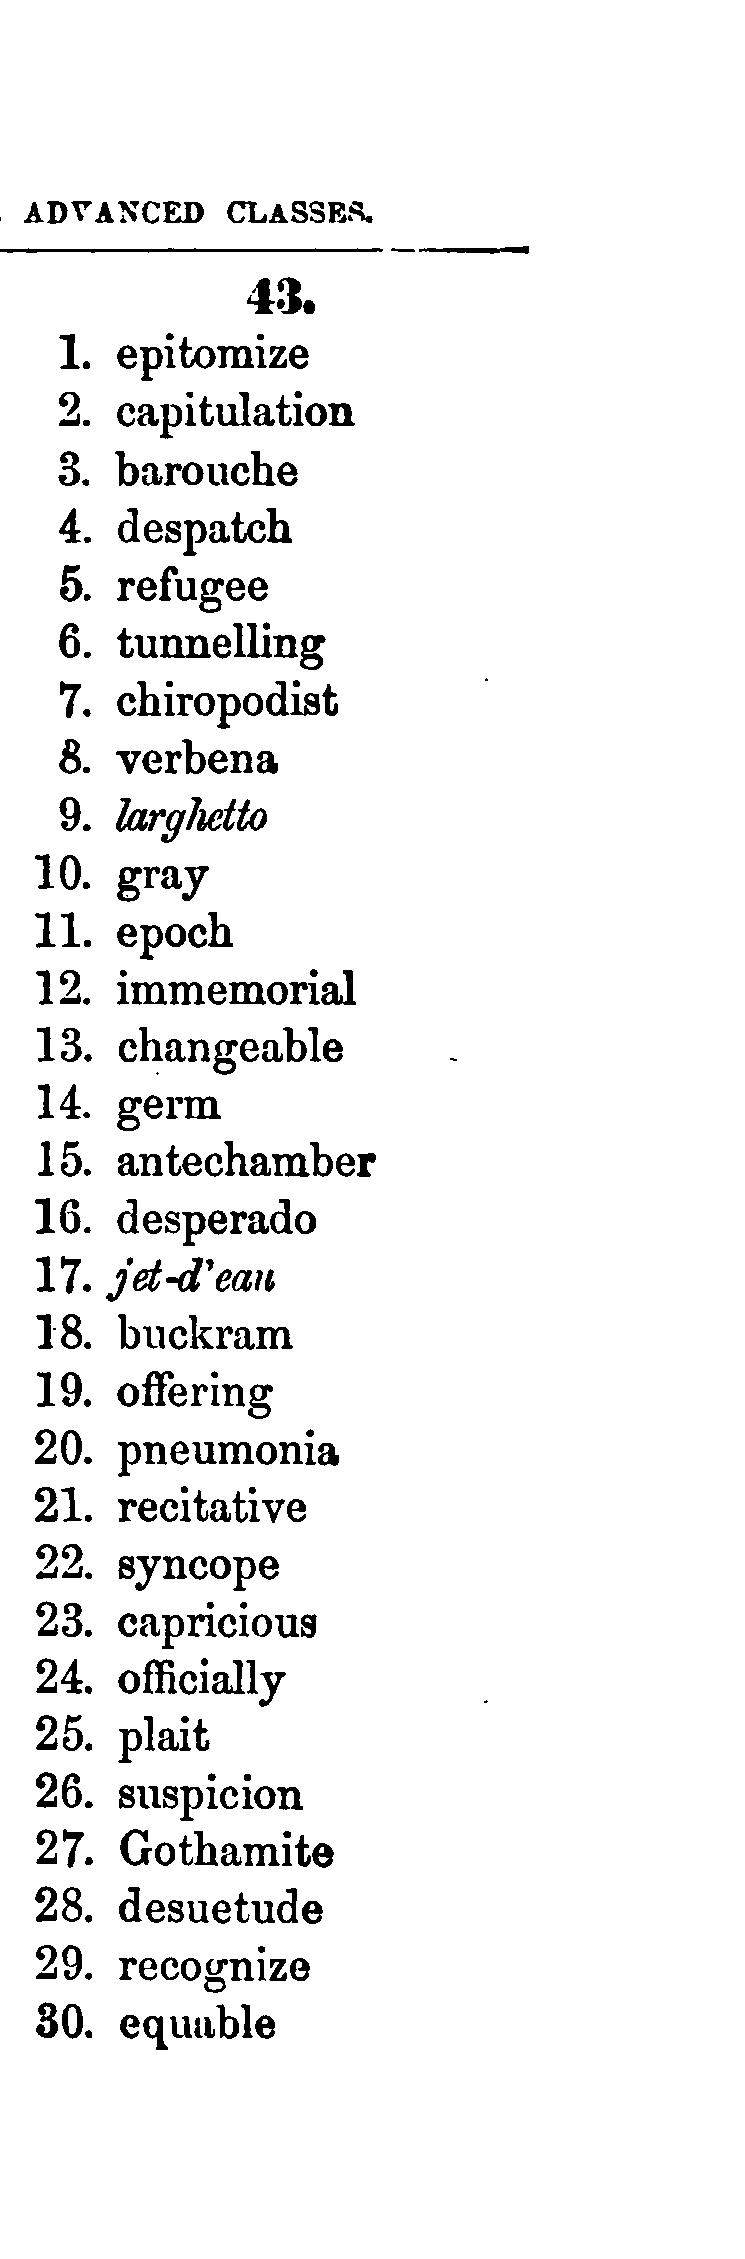 . ADVANCED CLASSES.
43.
1. epitomize
2. capitulation
3. barouche
4. despatch
5. refugee
6. tunnelling
7. chiropodist
8. verbena
9. larghetto
10. gray
11. epoch
12. immemorial
13. changeable
14. germ
15. antechamber
16. desperado
17. jet-d'eau
18. buckram
19. offering
20. pneumonia
21. recitative
22. syncope
23. capricious
24. officially
25. plait
26. suspicion
27. Gothamite
28. desuetude
29. recognize
30. equable